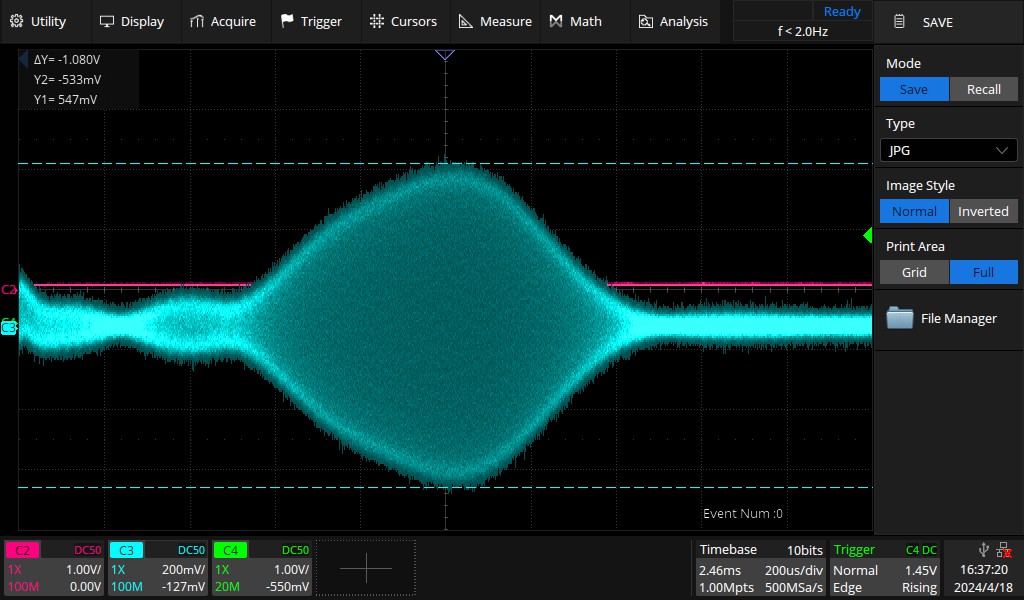 Utility Display Acquire Trigger Cursors Measure Math Analysis
Ready
f < 2.0Hz
SAVE
ΔY= -1.080V
Y2= -533mV
Y1= 547mV
Mode
Save Recall
Type
JPG
Image Style
Normal Inverted
Print Area
Grid Full
File Manager
C2
C3
Event Num :0
C2 DC50
1X 1.00V/
100M 0.00V
C3 DC50
1X 200mV/
100M -127mV
C4 DC50
1X 1.00V/
20M -550mV
Timebase 10bits
2.46ms 200us/div
1.00Mpts 500MSa/s
Trigger C4 DC
Normal 1.45V
Edge Rising
16:37:20
2024/4/18